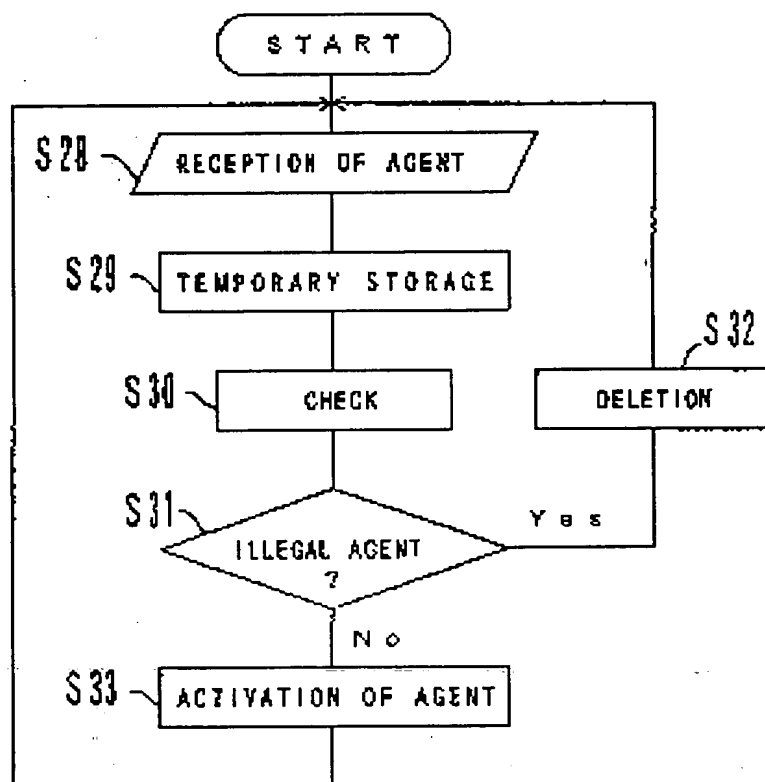 START
S28
RECEPTION OF AGENT
S29
TEMPORARY STORAGE
S30
CHECK
S32
DELETION
S31
ILLEGAL AGENT
?
Yes
No
S33
ACTIVATION OF AGENT